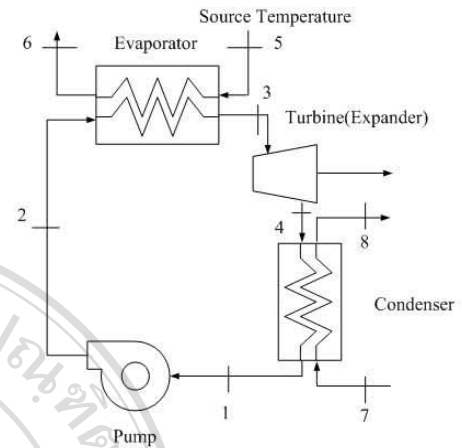 Source Temperature
6
Evaporator
5
3
Turbine(Expander)
2
4
8
Condenser
1
7
Pump